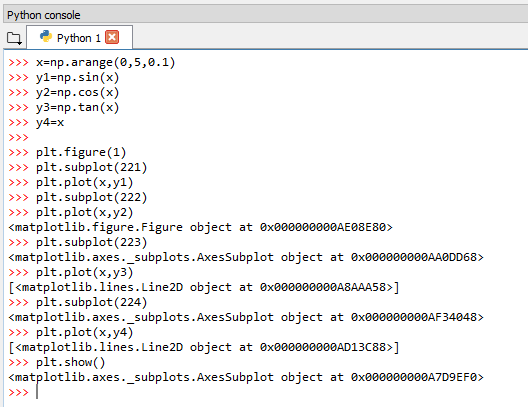 Python console
Python 1
>>> x=np.arange(0,5,0.1)
>>> y1=np.sin(x)
>>> y2=np.cos(x)
>>> y3=np.tan(x)
>>> y4=x
>>>
>>> plt.figure(1)
>>> plt.subplot(221)
>>> plt.plot(x,y1)
>>> plt.subplot(222)
>>> plt.plot(x,y2)
<matplotlib.figure.Figure object at 0x000000000AE08E80>
>>> plt.subplot(223)
<matplotlib.axes._subplots.AxesSubplot object at 0x000000000AA0DD68>
>>> plt.plot(x,y3)
[<matplotlib.lines.Line2D object at 0x000000000A8AAA58>]
>>> plt.subplot(224)
<matplotlib.axes._subplots.AxesSubplot object at 0x000000000AF34048>
>>> plt.plot(x,y4)
[<matplotlib.lines.Line2D object at 0x000000000AD13C88>]
>>> plt.show()
<matplotlib.axes._subplots.AxesSubplot object at 0x000000000A7D9EF0>
>>>